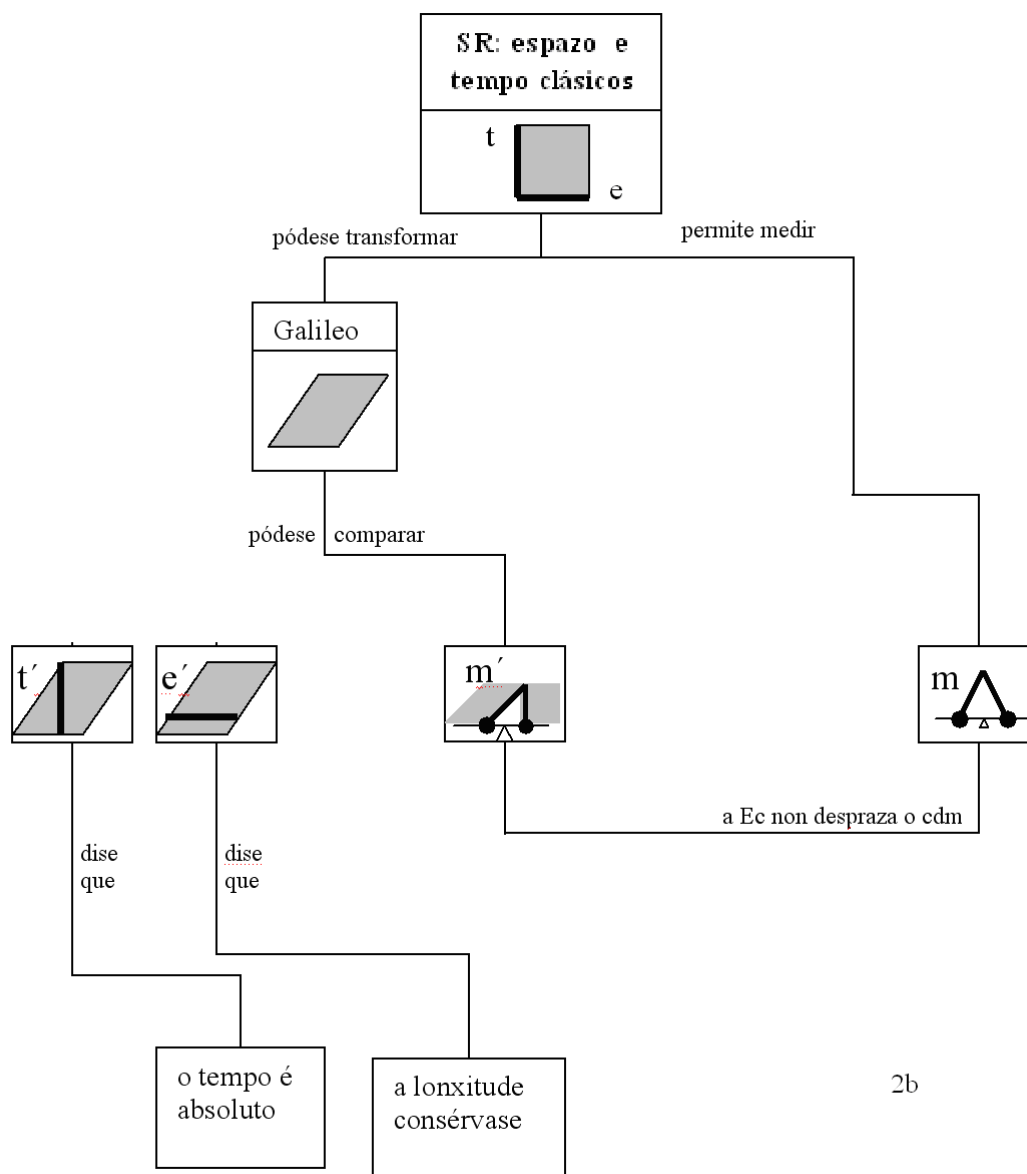 SR: espazo e
tempo clásicos
t
e
pódese transformar
permite medir
Galileo
pódese comparar
t´
e´
m´
m
a Ec non despraza o cdm
dise
que
dise
que
o tempo é
absoluto
a lonxitude
consérvase
2b